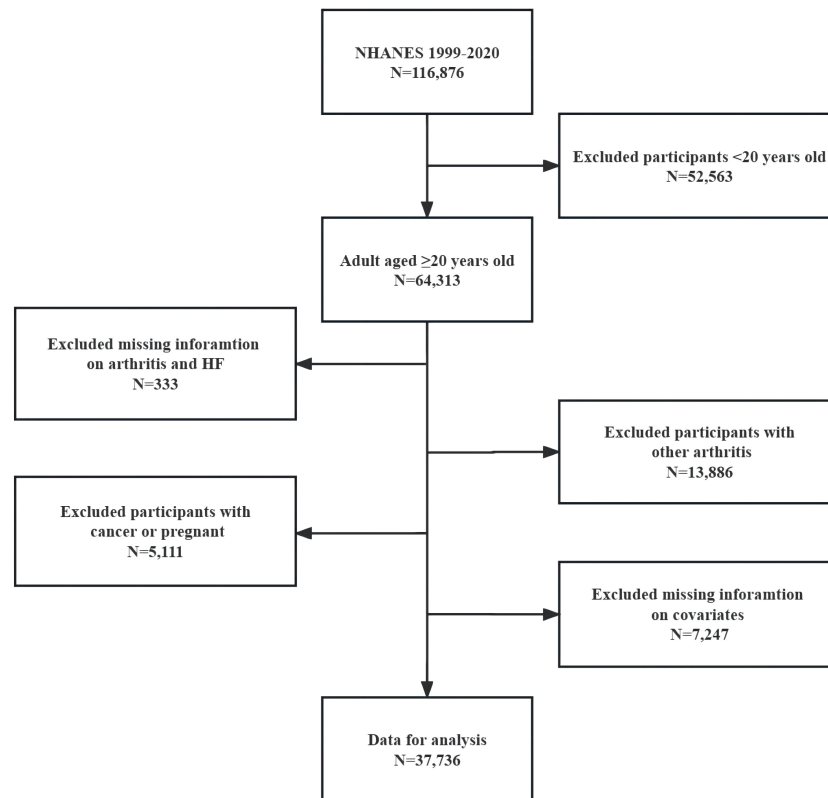 NHANES 1999-2020
N=116,876
Excluded participants <20 years old
N=52,563
Adult aged ≥20 years old
N=64,313
Excluded missing inforamtion
on arthritis and HF
N=333
Excluded participants with
other arthritis
N=13,886
Excluded participants with
cancer or pregnant
N=5,111
Excluded missing inforamtion
on covariates
N=7,247
Data for analysis
N=37,736